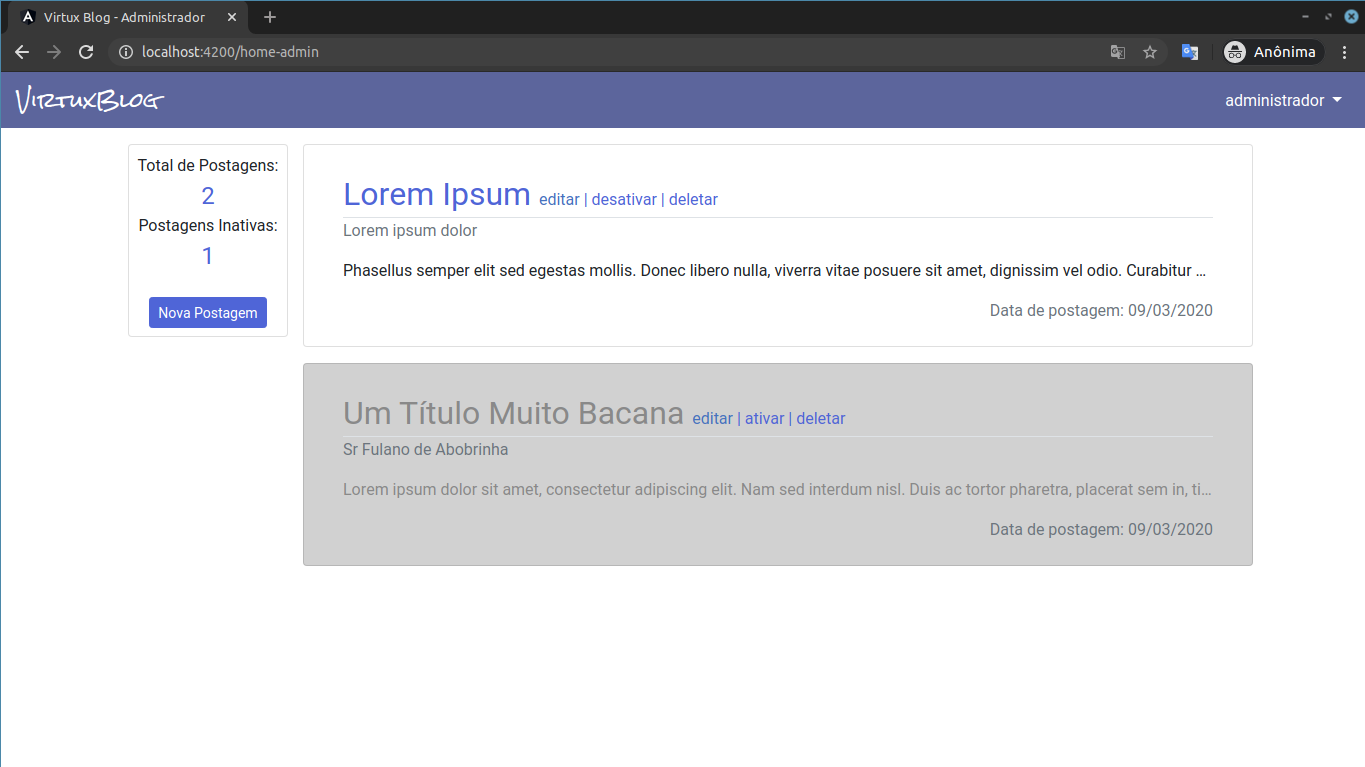 Virtux Blog - Administrador
localhost:4200/home-admin
Anônima
VirtuxBlog
administrador
Total de Postagens:
2
Postagens Inativas:
1
Nova Postagem
Lorem Ipsum editar | desativar | deletar
Lorem ipsum dolor
Phasellus semper elit sed egestas mollis. Donec libero nulla, viverra vitae posuere sit amet, dignissim vel odio. Curabitur ...
Data de postagem: 09/03/2020
Um Título Muito Bacana editar | ativar | deletar
Sr Fulano de Abobrinha
Lorem ipsum dolor sit amet, consectetur adipiscing elit. Nam sed interdum nisl. Duis ac tortor pharetra, placerat sem in, ti...
Data de postagem: 09/03/2020